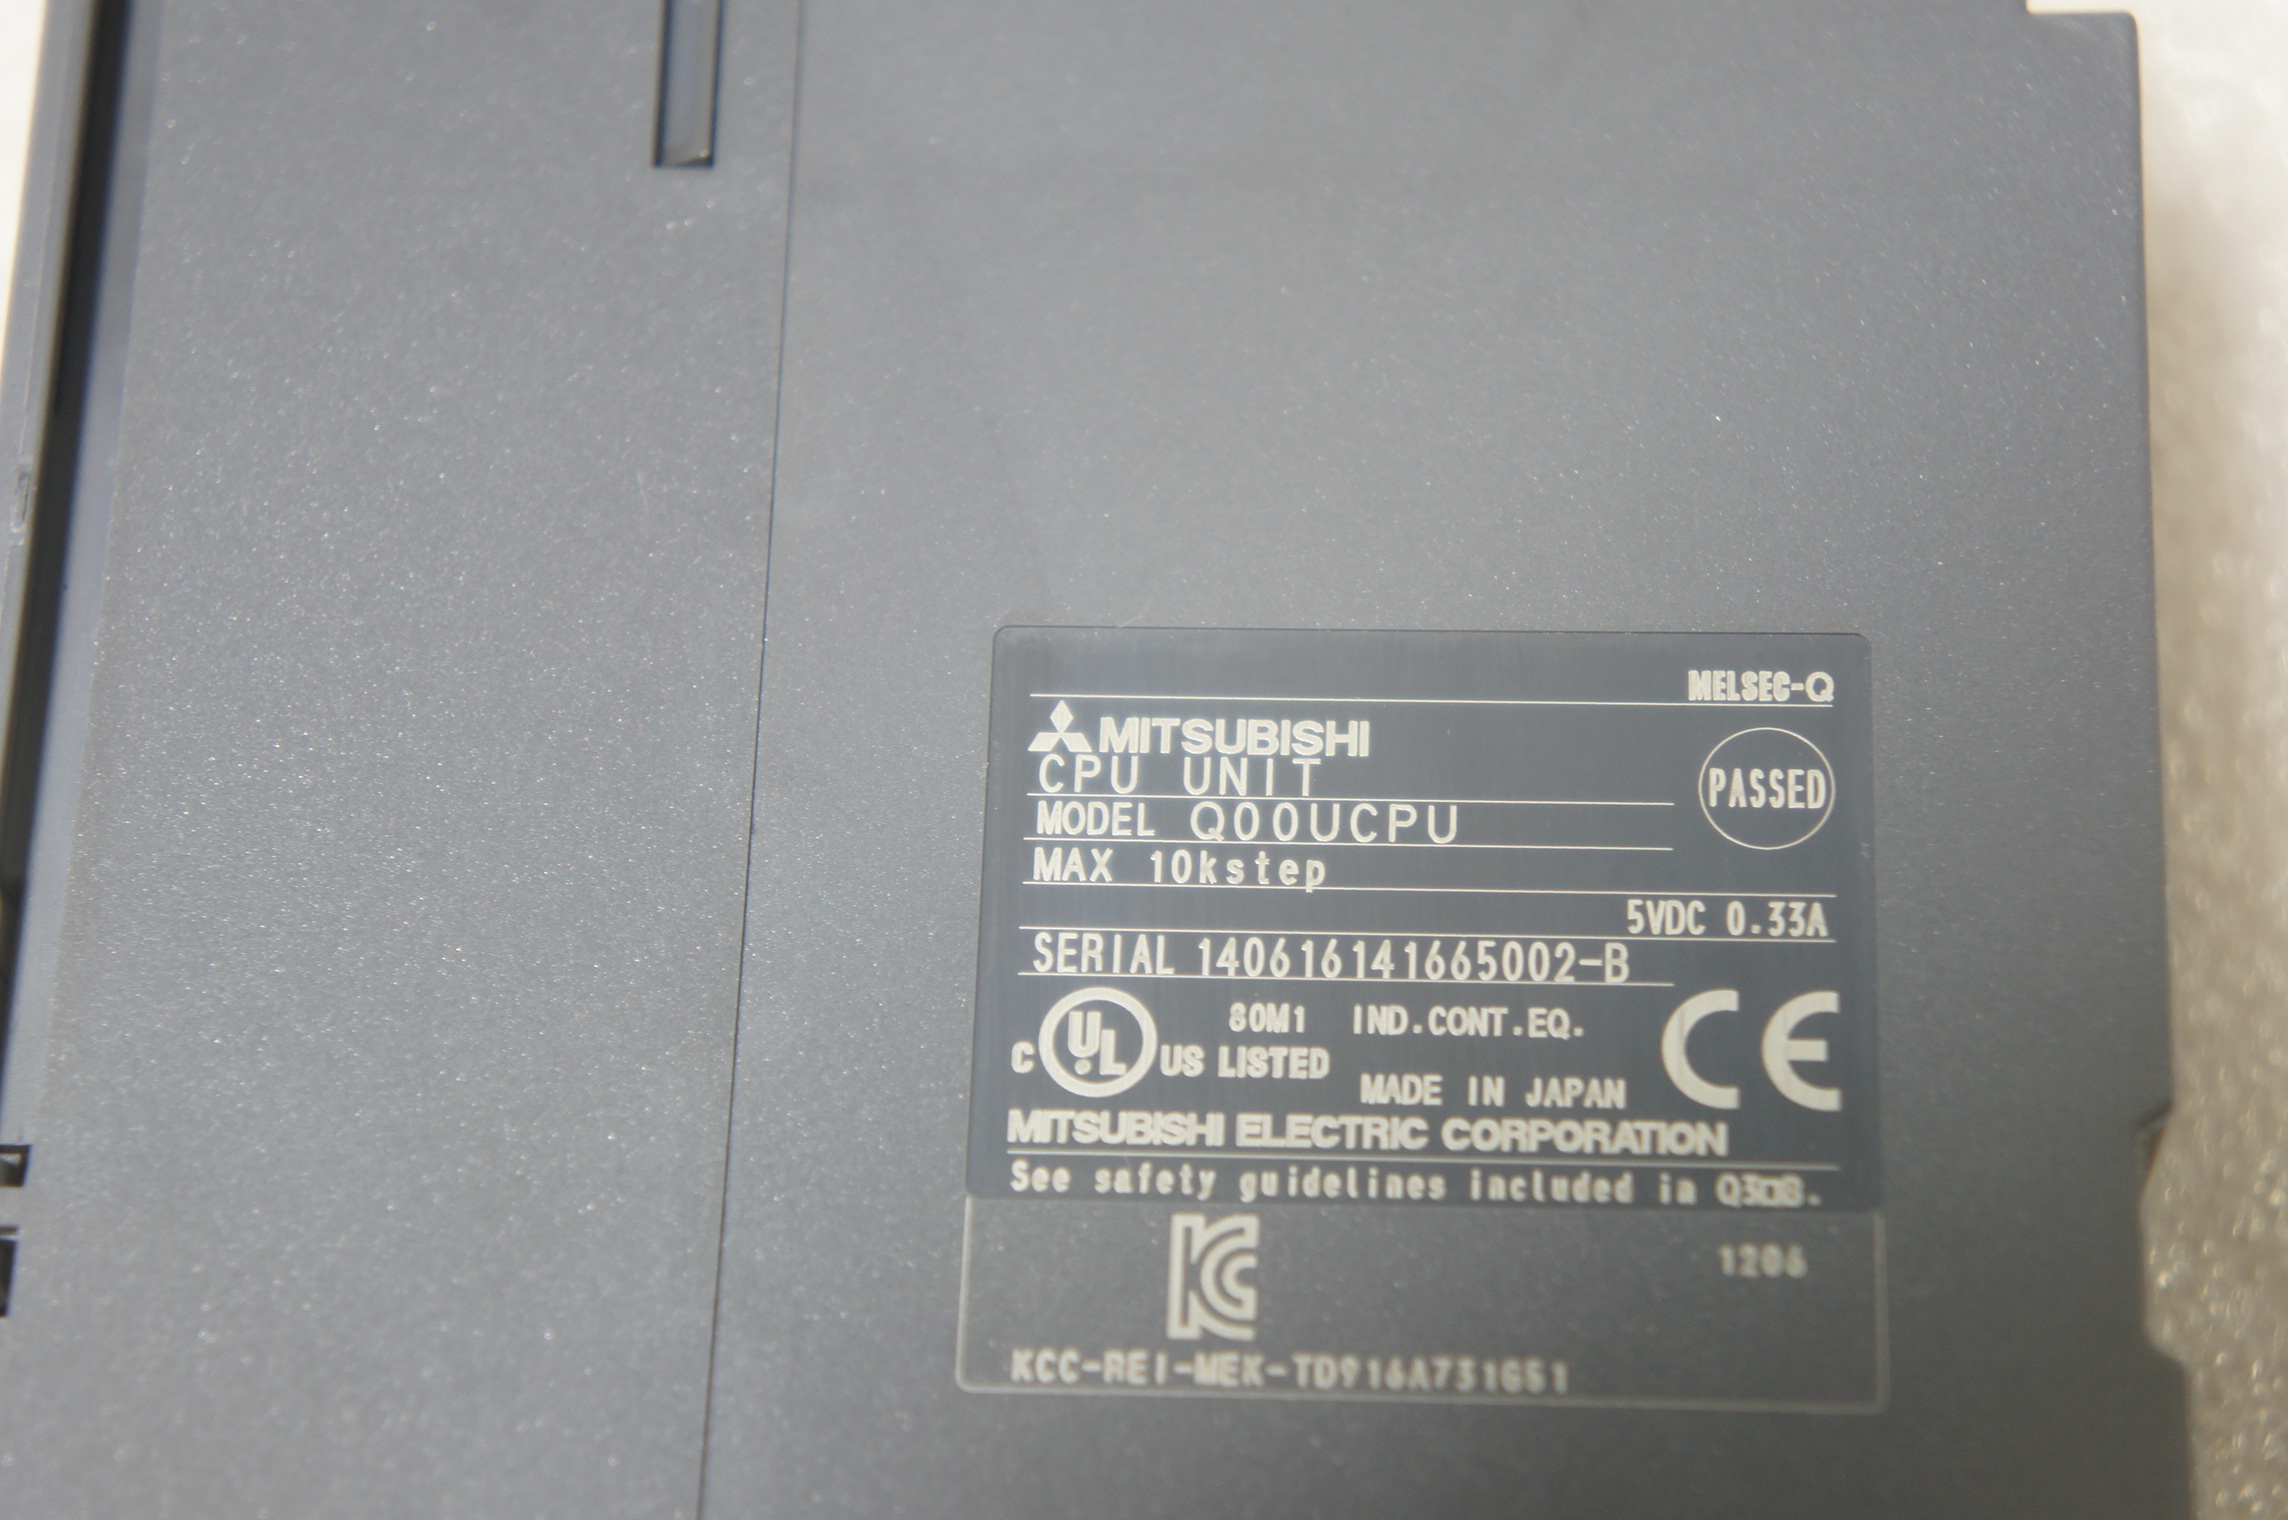 MELSEC-Q
MITSUBISHI
CPU UNIT
PASSED
MODEL Q00UCPU
MAX 10kstep
5VDC 0.33A
SERIAL 140616141665002-B
80M1 IND.CONT.EQ.
C UL US LISTED
CE
MADE IN JAPAN
MITSUBISHI ELECTRIC CORPORATION
See safety guidelines included in
KC
1206
KCC-REI-MEK-TD916A731G51